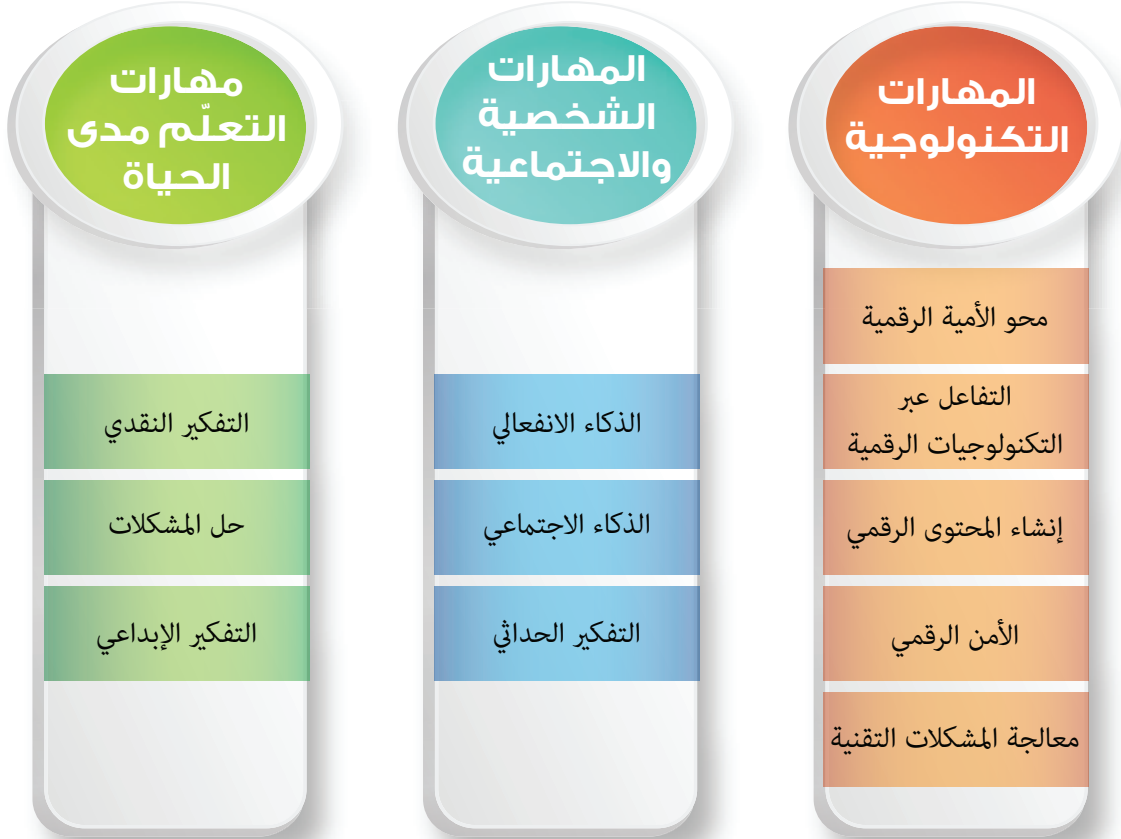 المهارات
التكنولوجية
محو الأمية الرقمية
التفاعل عبر
التكنولوجيات الرقمية
إنشاء المحتوى الرقمي
الأمن الرقمي
معالجة المشكلات التقنية
المهارات
الشخصية
والاجتماعية
الذكاء الانفعالي
الذكاء الاجتماعي
التفكير الحداثي
مهارات
التعلّم مدى
الحياة
التفكير النقدي
حل المشكلات
التفكير الإبداعي